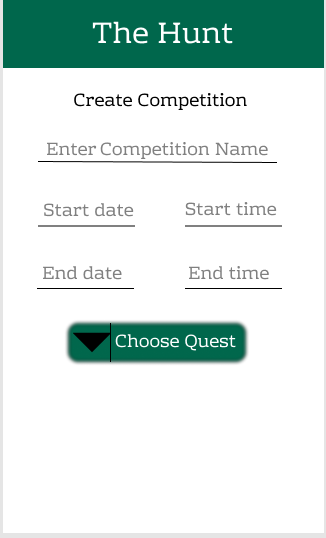 The Hunt
Create Competition
Enter Competition Name
Start date Start time
End date End time
Choose Quest